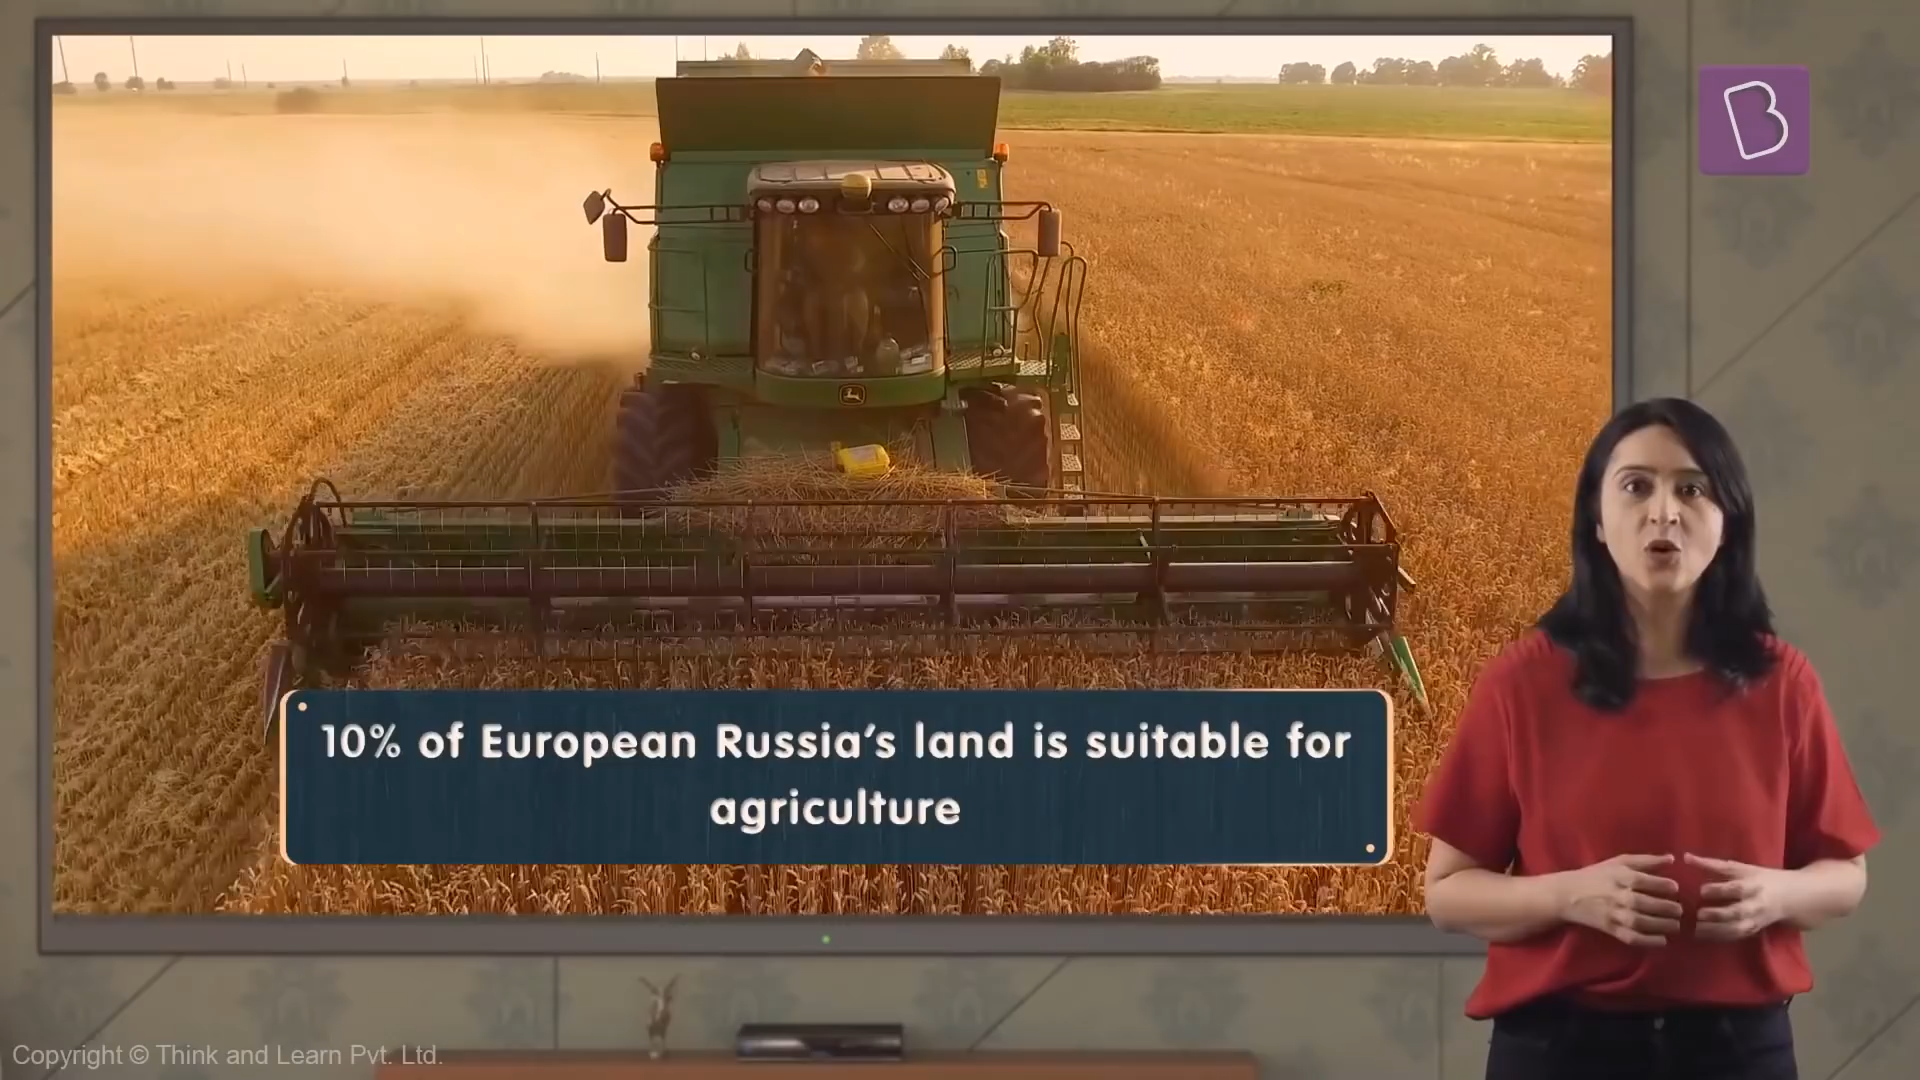 10% of European Russia's land is suitable for
agriculture
Copyright © Think and Learn Pvt. Ltd.